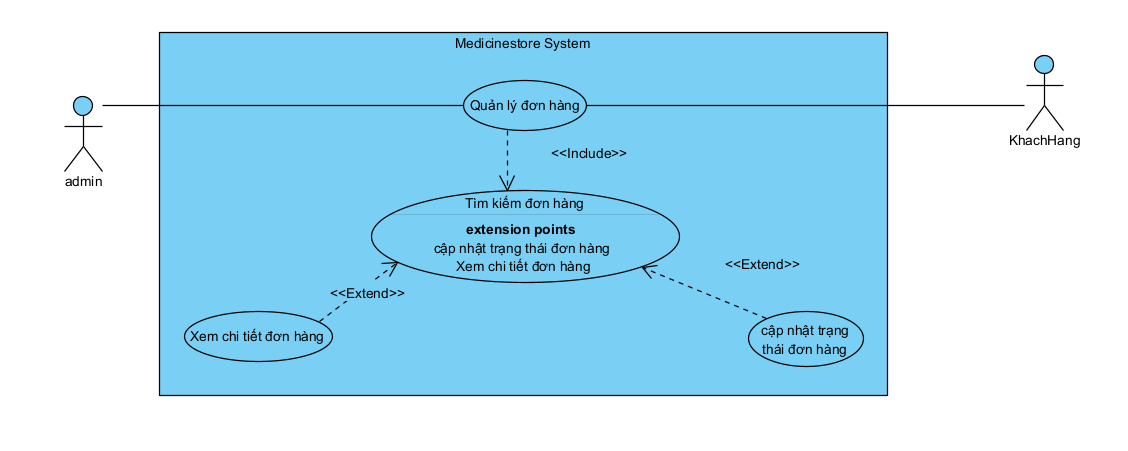 Medicinestore System
Quản lý đơn hàng
admin
KhachHang
<<Include>>
Tìm kiếm đơn hàng
extension points
cập nhật trạng thái đơn hàng
Xem chi tiết đơn hàng
<<Extend>>
<<Extend>>
Xem chi tiết đơn hàng
cập nhật trạng
thái đơn hàng